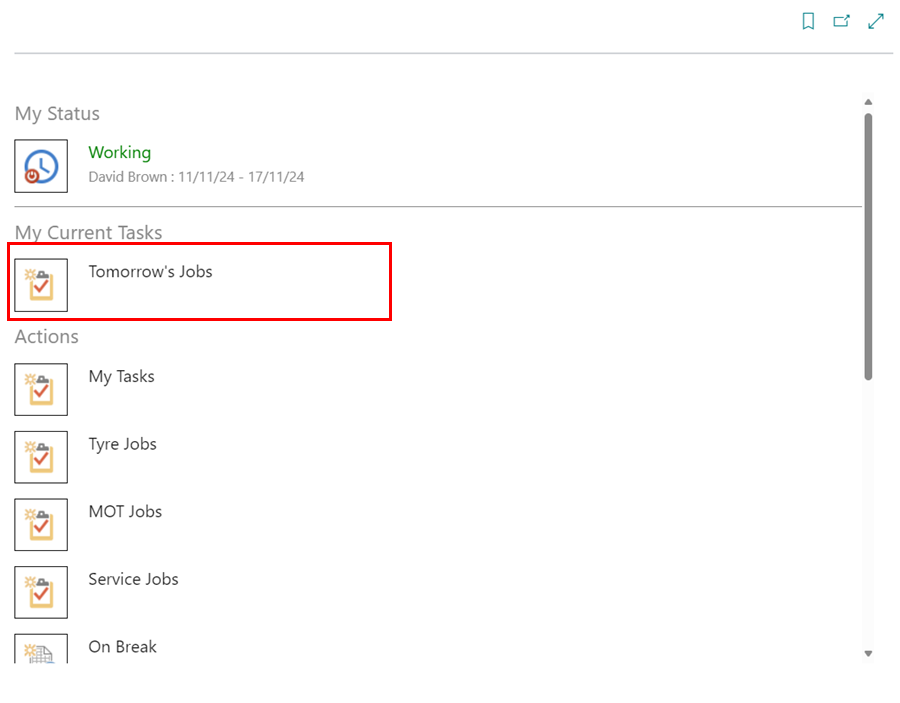 My Status
Working
David Brown : 11/11/24 - 17/11/24
My Current Tasks
Tomorrow's Jobs
Actions
My Tasks
Tyre Jobs
MOT Jobs
Service Jobs
On Break